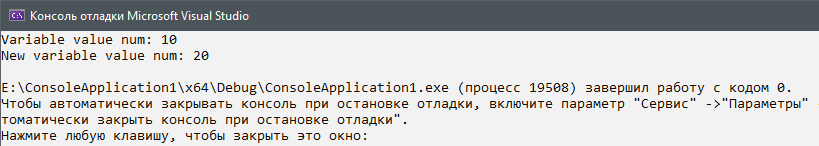 Консоль отладки Microsoft Visual Studio
Variable value num: 10
New variable value num: 20
E:\ConsoleApplication1\x64\Debug\ConsoleApplication1.exe (процесс 19508) завершил работу с кодом 0.
Чтобы автоматически закрывать консоль при остановке отладки, включите параметр "Сервис" ->"Параметры"
томатически закрыть консоль при остановке отладки".
Нажмите любую клавишу, чтобы закрыть это окно: